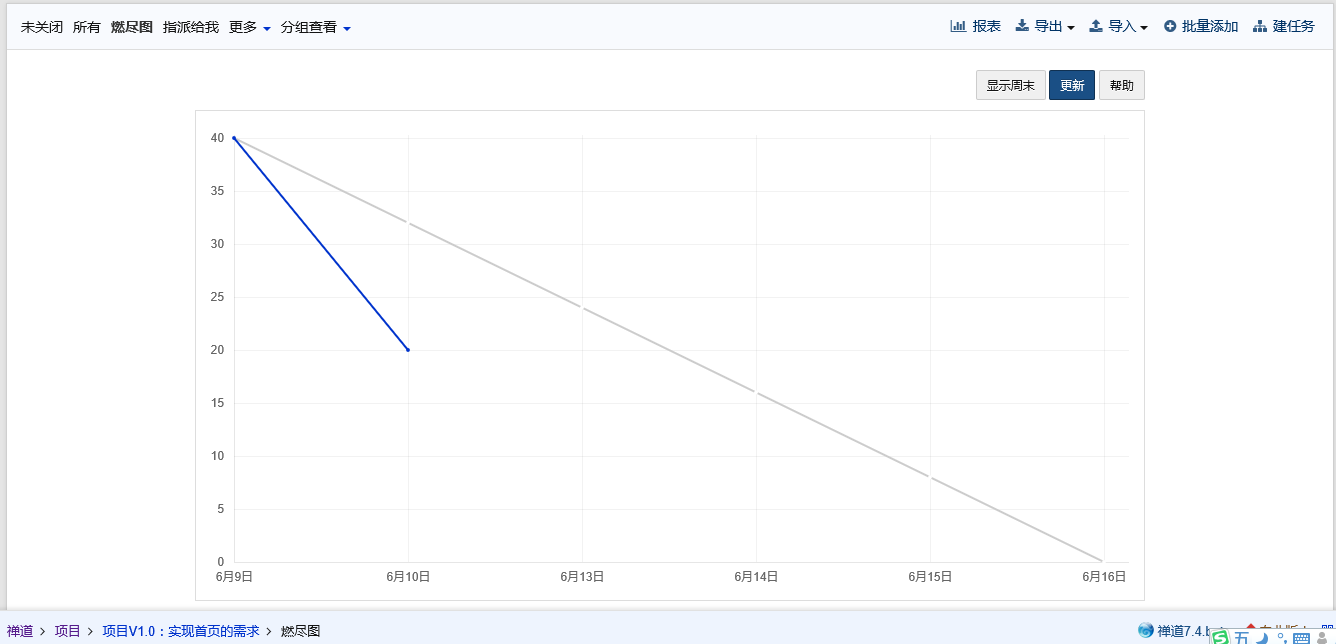 未关闭 所有 燃尽图 指派给我 更多 分组查看 报表 导出 导入 批量添加 建任务
显示周末 更新 帮助
40
35
30
25
20
15
10
5
0
6月9日 6月10日 6月13日 6月14日 6月15日 6月16日
禅道 > 项目 > 项目V1.0：实现首页的需求 > 燃尽图 禅道7.4.b 五